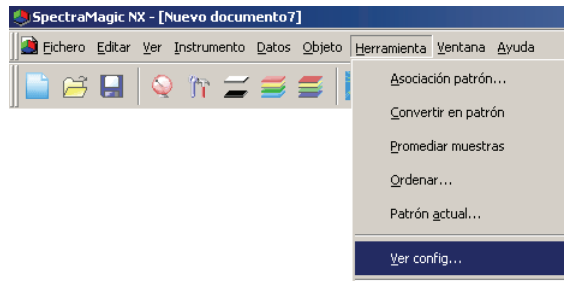 SpectraMagic NX - [Nuevo documento7]
Fichero Editar Ver Instrumento Datos Objeto Herramienta Ventana Ayuda
Asociación patrón...
Convertir en patrón
Promediar muestras
Ordenar...
Patrón actual...
Ver config...